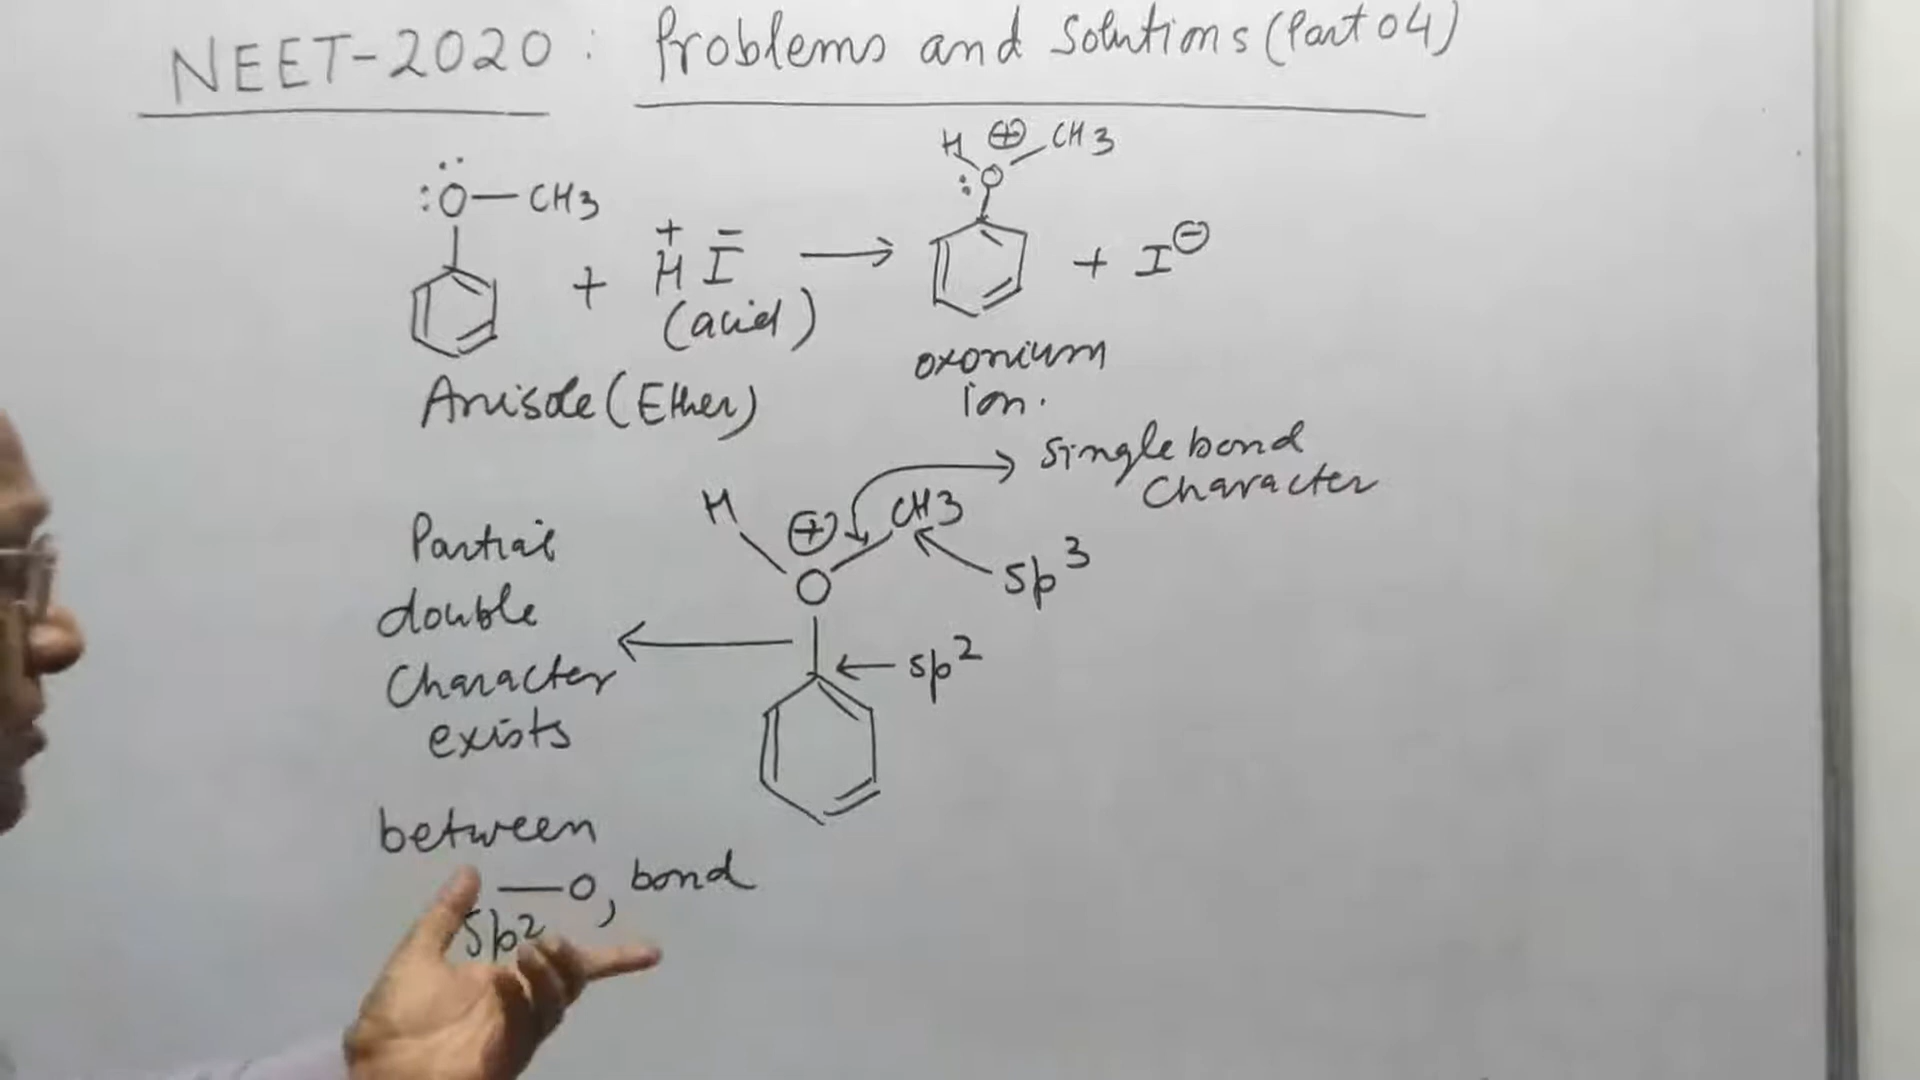 NEET-2020 : Problems and Solutions (Part 04)
H ⊕ CH3
:O
:Ö—CH3
+ H⁺ I⁻ → + I⊖
(acid)
oxonium
ion.
Anisole (Ether)
Single bond
Character
H ⊕ CH3
O
sp3
Partial
double
Character
exists
sp2
between
—O, bond
sp2